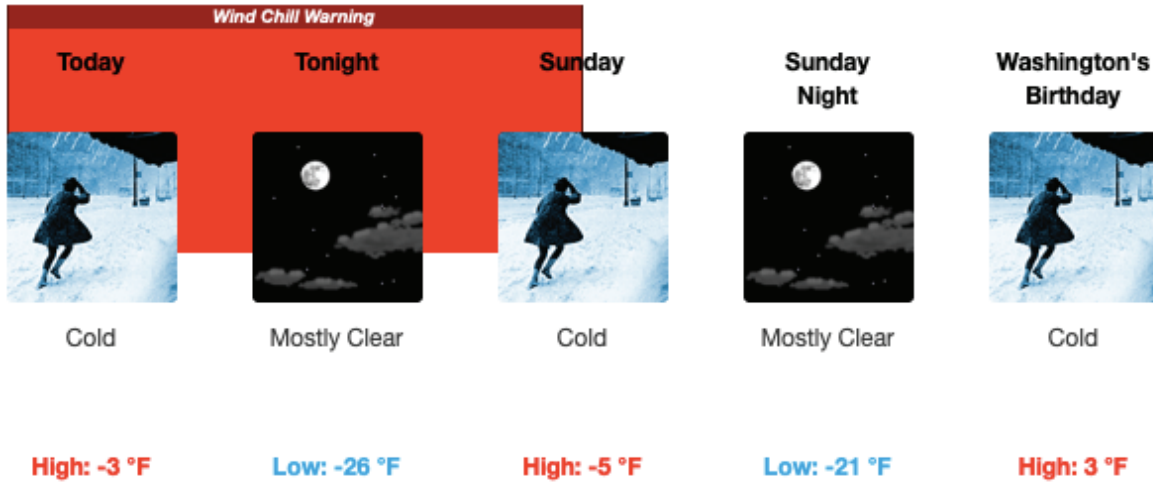 Wind Chill Warning
Today
Tonight
Sunday
Sunday
Night
Washington's
Birthday
Cold
Mostly Clear
Cold
Mostly Clear
Cold
High: -3 °F
Low: -26 °F
High: -5 °F
Low: -21 °F
High: 3 °F